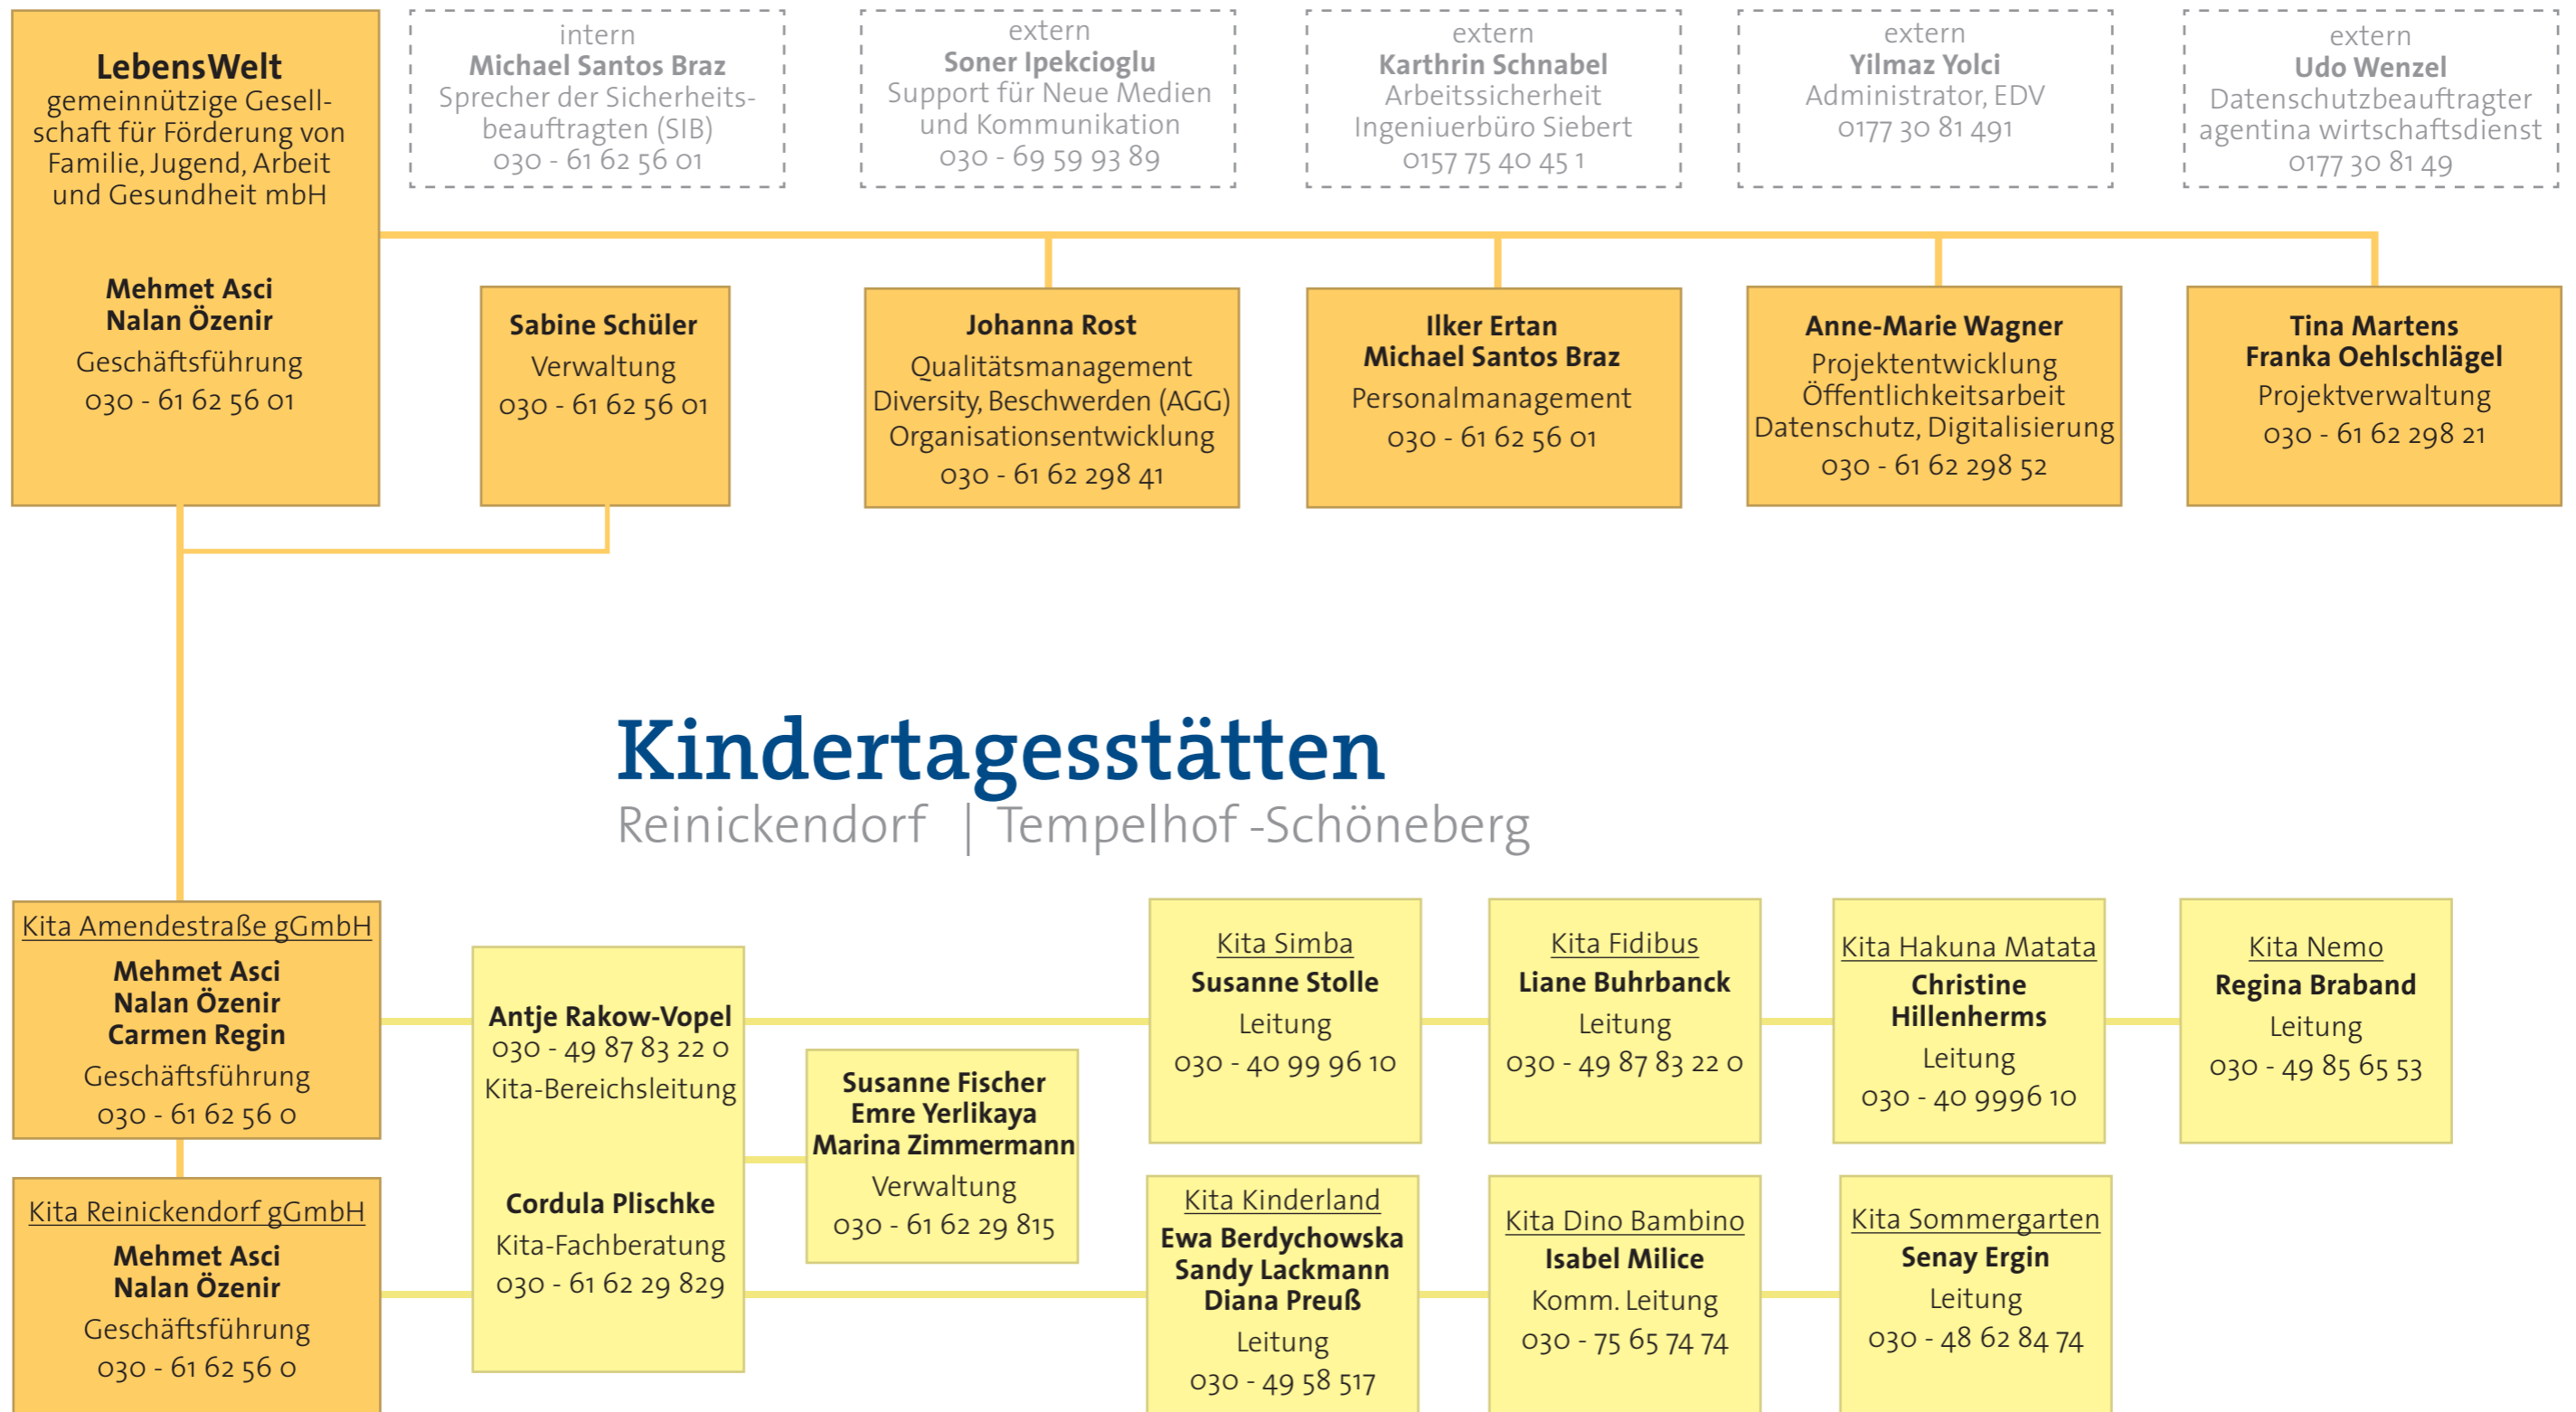 LebensWelt
gemeinnützige Gesell-
schaft für Förderung von
Familie, Jugend, Arbeit
und Gesundheit mbH
Mehmet Asci
Nalan Özenir
Geschäftsführung
030 - 61 62 56 01
intern
Michael Santos Braz
Sprecher der Sicherheits-
beauftragten (SIB)
030 - 61 62 56 01
extern
Soner Ipekcioglu
Support für Neue Medien
und Kommunikation
030 - 69 59 93 89
extern
Karthrin Schnabel
Arbeitssicherheit
Ingeniuerbüro Siebert
0157 75 40 45 1
extern
Yilmaz Yolci
Administrator, EDV
0177 30 81 491
extern
Udo Wenzel
Datenschutzbeauftragter
agentina wirtschaftsdienst
0177 30 81 49
Sabine Schüler
Verwaltung
030 - 61 62 56 01
Johanna Rost
Qualitätsmanagement
Diversity, Beschwerden (AGG)
Organisationsentwicklung
030 - 61 62 298 41
Ilker Ertan
Michael Santos Braz
Personalmanagement
030 - 61 62 56 01
Anne-Marie Wagner
Projektentwicklung
Öffentlichkeitsarbeit
Datenschutz, Digitalisierung
030 - 61 62 298 52
Tina Martens
Franka Oehlschlägel
Projektverwaltung
030 - 61 62 298 21
Kindertagesstätten
Reinickendorf | Tempelhof -Schöneberg
Kita Amendestraße gGmbH
Mehmet Asci
Nalan Özenir
Carmen Regin
Geschäftsführung
030 - 61 62 56 0
Kita Reinickendorf gGmbH
Mehmet Asci
Nalan Özenir
Geschäftsführung
030 - 61 62 56 0
Antje Rakow-Vopel
030 - 49 87 83 22 0
Kita-Bereichsleitung
Cordula Plischke
Kita-Fachberatung
030 - 61 62 29 829
Susanne Fischer
Emre Yerlikaya
Marina Zimmermann
Verwaltung
030 - 61 62 29 815
Kita Simba
Susanne Stolle
Leitung
030 - 40 99 96 10
Kita Fidibus
Liane Buhrbanck
Leitung
030 - 49 87 83 22 0
Kita Hakuna Matata
Christine
Hillenherms
Leitung
030 - 40 9996 10
Kita Nemo
Regina Braband
Leitung
030 - 49 85 65 53
Kita Kinderland
Ewa Berdychowska
Sandy Lackmann
Diana Preuß
Leitung
030 - 49 58 517
Kita Dino Bambino
Isabel Milice
Komm. Leitung
030 - 75 65 74 74
Kita Sommergarten
Senay Ergin
Leitung
030 - 48 62 84 74